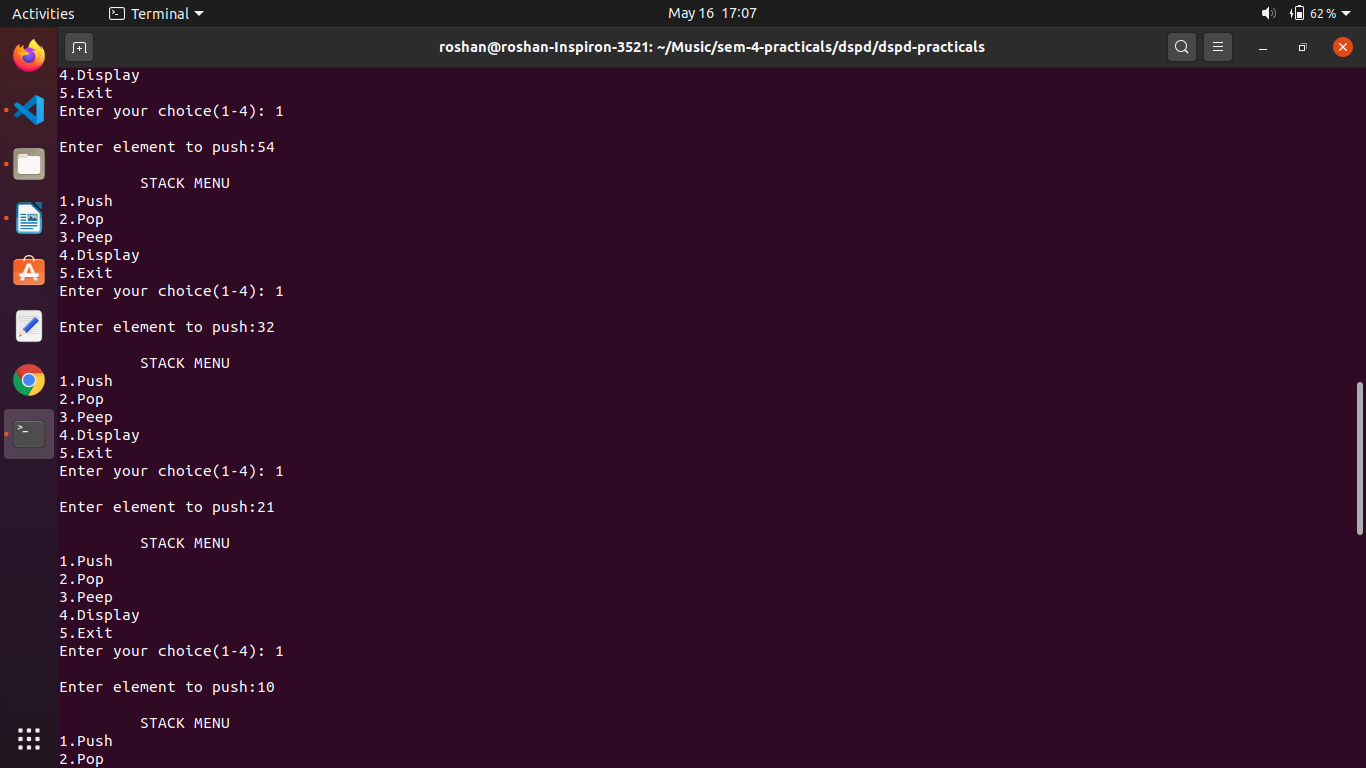 Activities Terminal May 16 17:07 62 %
roshan@roshan-Inspiron-3521: ~/Music/sem-4-practicals/dspd/dspd-practicals
4.Display
5.Exit
Enter your choice(1-4): 1
Enter element to push:54
STACK MENU
1.Push
2.Pop
3.Peep
4.Display
5.Exit
Enter your choice(1-4): 1
Enter element to push:32
STACK MENU
1.Push
2.Pop
3.Peep
4.Display
5.Exit
Enter your choice(1-4): 1
Enter element to push:21
STACK MENU
1.Push
2.Pop
3.Peep
4.Display
5.Exit
Enter your choice(1-4): 1
Enter element to push:10
STACK MENU
1.Push
2.Pop